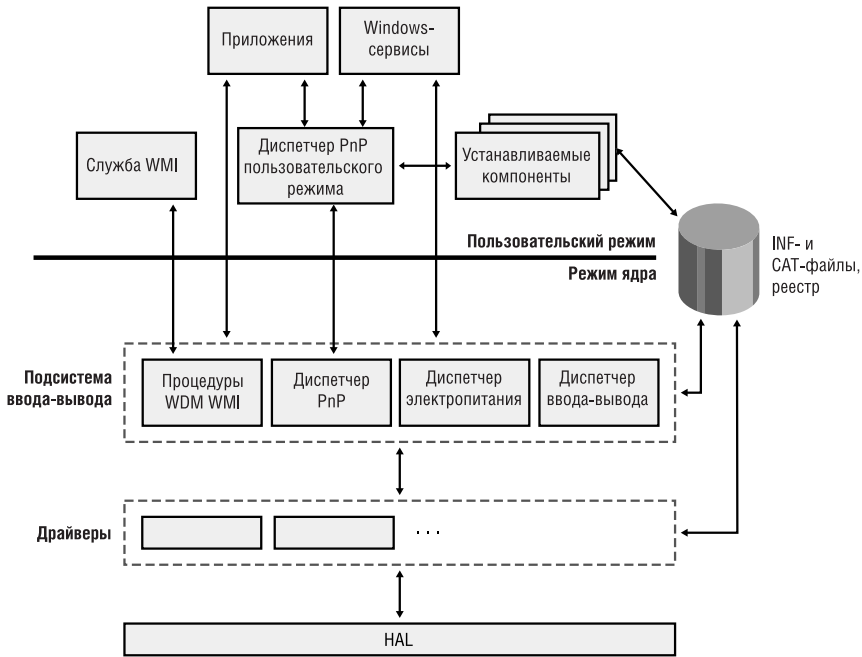 Приложения
Windows-
сервисы
Служба WMI
Диспетчер PnP
пользовательского
режима
Устанавливаемые
компоненты
Пользовательский режим
Режим ядра
INF- и
CAT-файлы,
реестр
Подсистема
ввода-вывода
Процедуры
WDM WMI
Диспетчер
PnP
Диспетчер
электропитания
Диспетчер
ввода-вывода
Драйверы
. . .
HAL